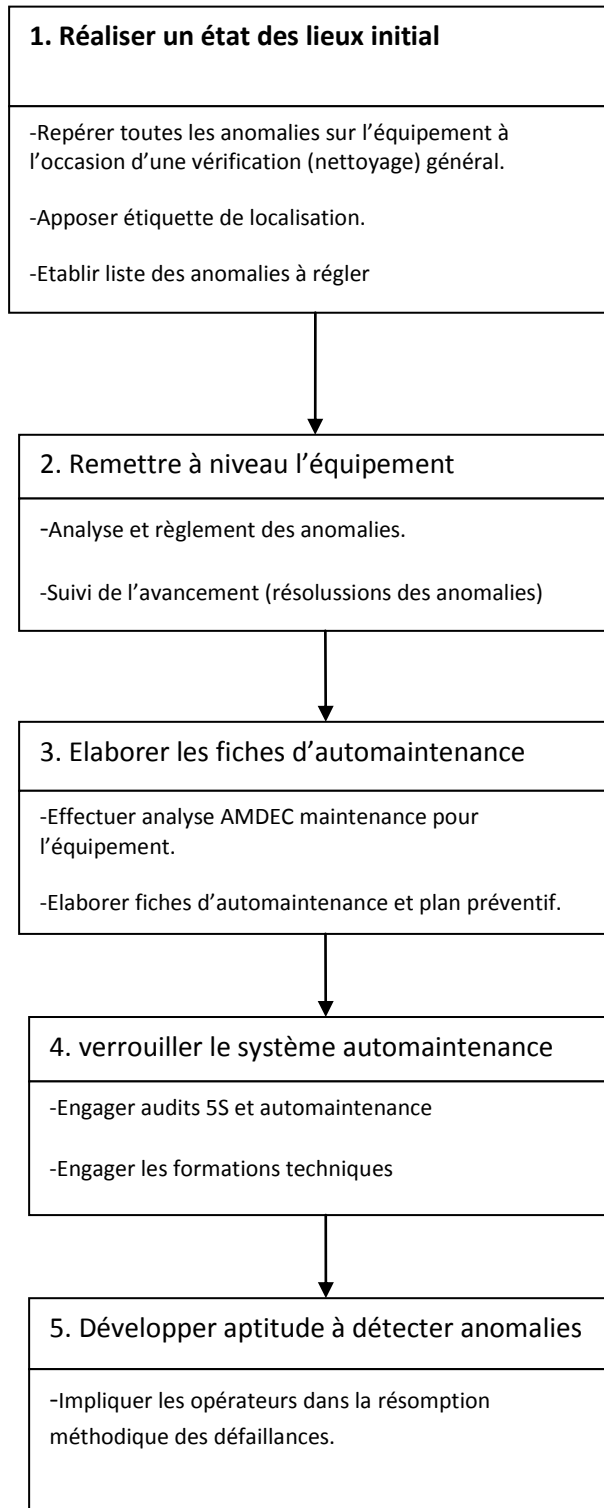 1. Réaliser un état des lieux initial
-Repérer toutes les anomalies sur l’équipement à
l’occasion d’une vérification (nettoyage) général.
-Apposer étiquette de localisation.
-Etablir liste des anomalies à régler
2. Remettre à niveau l’équipement
-Analyse et règlement des anomalies.
-Suivi de l’avancement (résolussions des anomalies)
3. Elaborer les fiches d’automaintenance
-Effectuer analyse AMDEC maintenance pour
l’équipement.
-Elaborer fiches d’automaintenance et plan préventif.
4. verrouiller le système automaintenance
-Engager audits 5S et automaintenance
-Engager les formations techniques
5. Développer aptitude à détecter anomalies
-Impliquer les opérateurs dans la résomption
méthodique des défaillances.